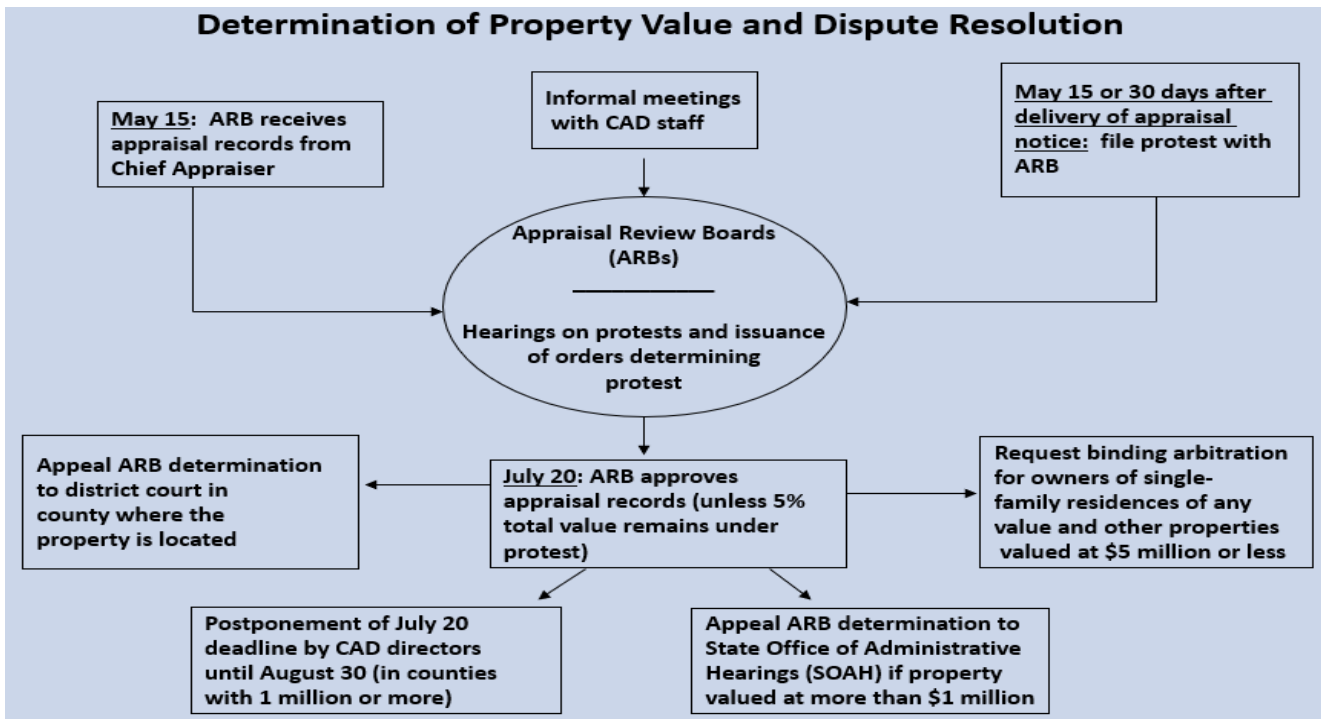 Determination of Property Value and Dispute Resolution
May 15:  ARB receives
appraisal records from
Chief Appraiser
Informal meetings
with CAD staff
May 15 or 30 days after
delivery of appraisal
notice:  file protest with
ARB
Appraisal Review Boards
(ARBs)
Hearings on protests and issuance
of orders determining
protest
Appeal ARB determination
to district court in
county where the
property is located
July 20: ARB approves
appraisal records (unless 5%
total value remains under
protest)
Request binding arbitration
for owners of single-
family residences of any
value and other properties
valued at $5 million or less
Postponement of July 20
deadline by CAD directors
until August 30 (in counties
with 1 million or more)
Appeal ARB determination to
State Office of Administrative
Hearings (SOAH) if property
valued at more than $1 million